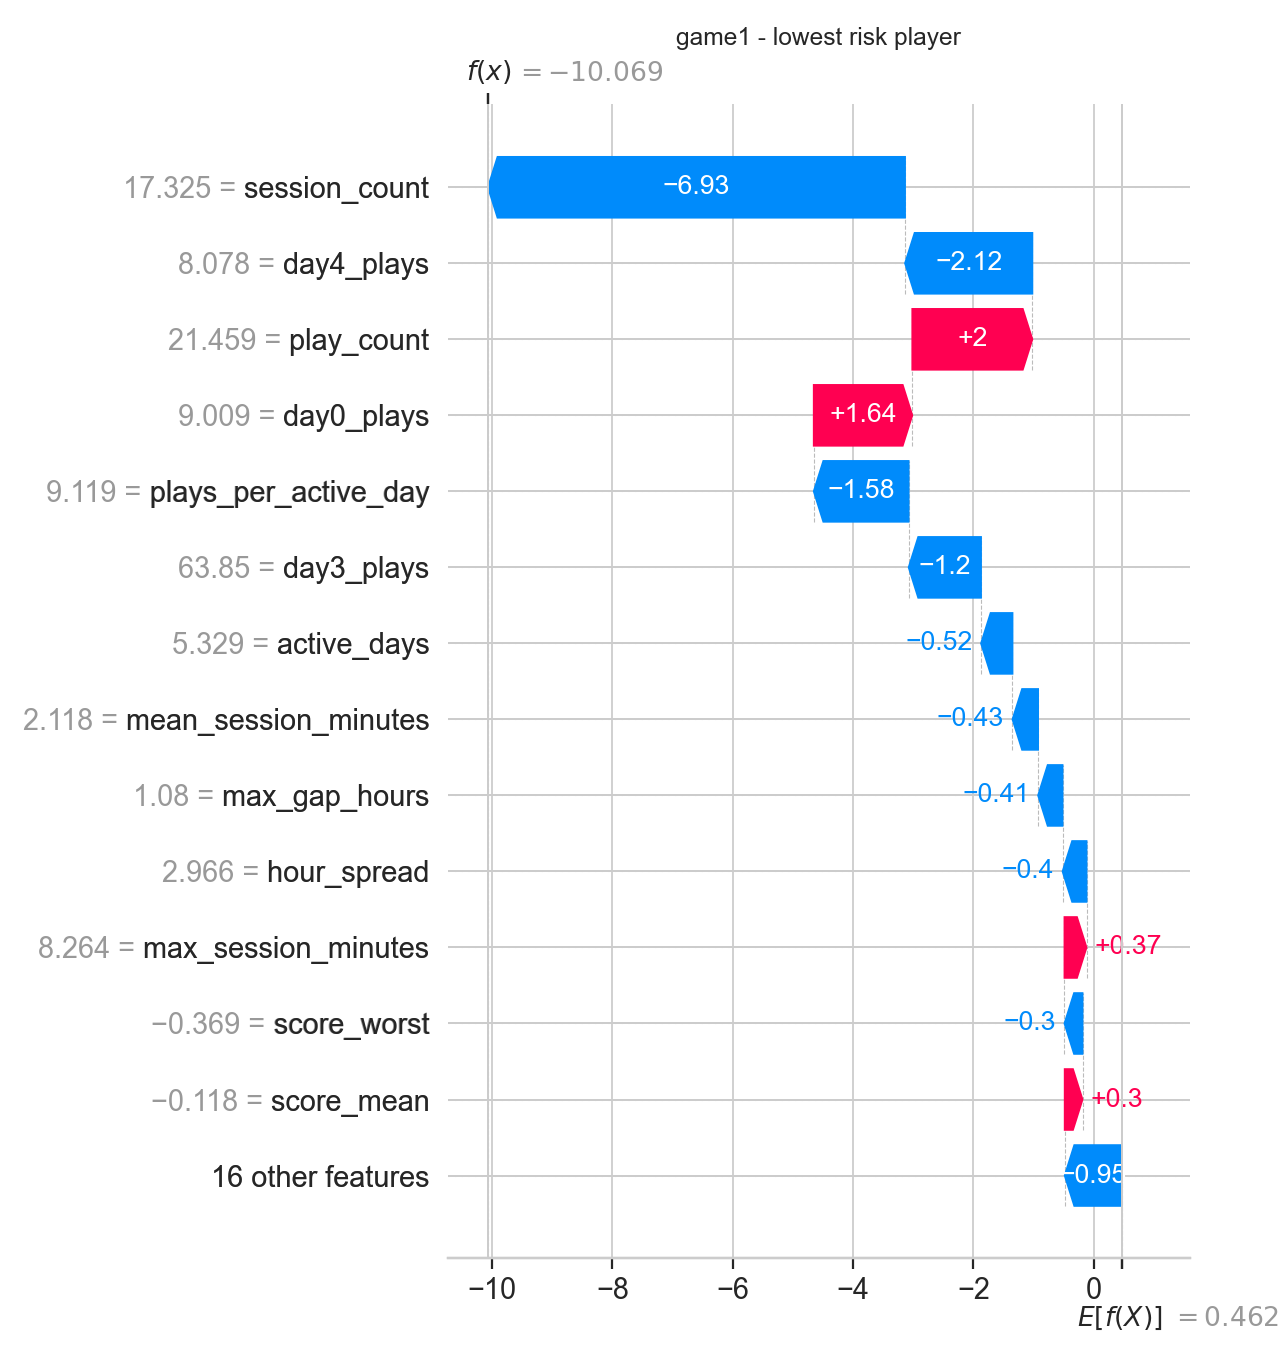 game1 - lowest risk player
f(x) = −10.069
17.325 = session_count
−6.93
8.078 = day4_plays
−2.12
21.459 = play_count
+2
9.009 = day0_plays
+1.64
9.119 = plays_per_active_day
−1.58
63.85 = day3_plays
−1.2
5.329 = active_days
−0.52
2.118 = mean_session_minutes
−0.43
1.08 = max_gap_hours
−0.41
2.966 = hour_spread
−0.4
8.264 = max_session_minutes
+0.37
−0.369 = score_worst
−0.3
−0.118 = score_mean
+0.3
16 other features
−0.95
−10 −8 −6 −4 −2 0
E[f(X)] = 0.462